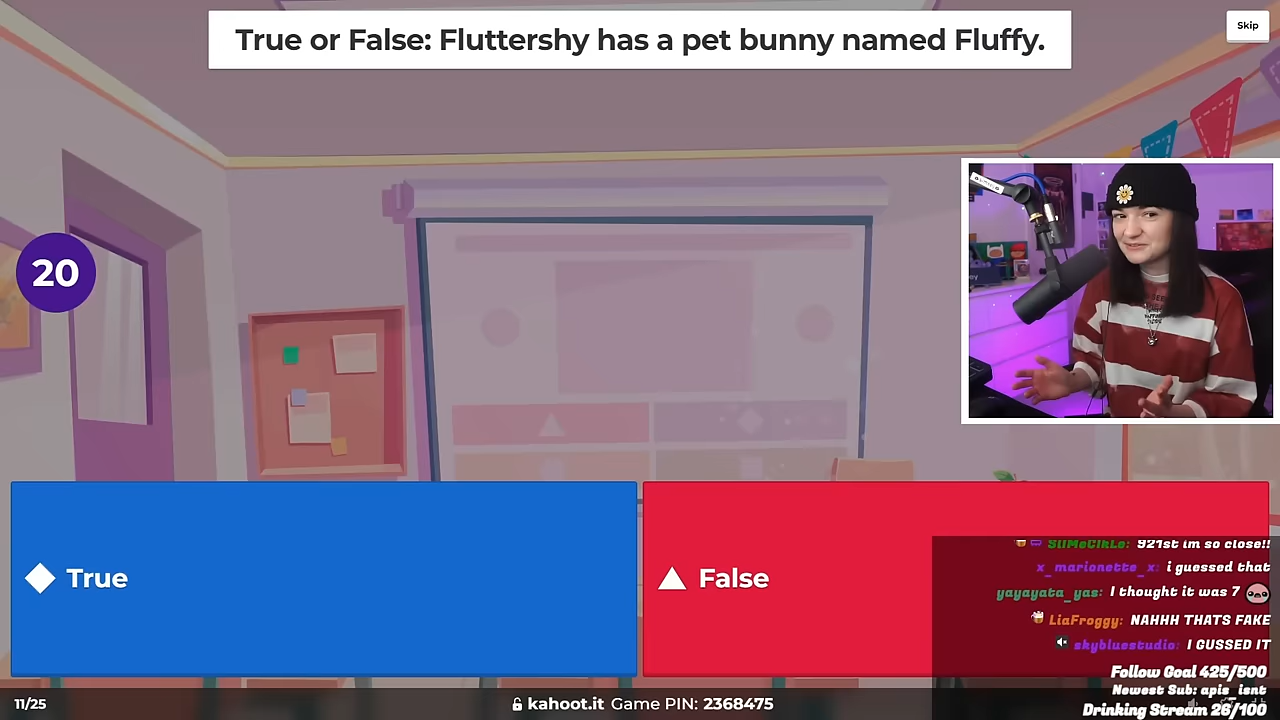 True or False: Fluttershy has a pet bunny named Fluffy.
Skip
20
True
False
SliMeCikLe: 921st im so close!!
x_marionette_x: i guessed that
yayayata_yas: I thought it was 7
LiaFroggy: NAHHH THATS FAKE
skybluestudio: I GUSSED IT
Follow Goal 425/500
Newest Sub: apis_isnt
Drinking Stream 26/100
11/25
kahoot.it Game PIN: 2368475